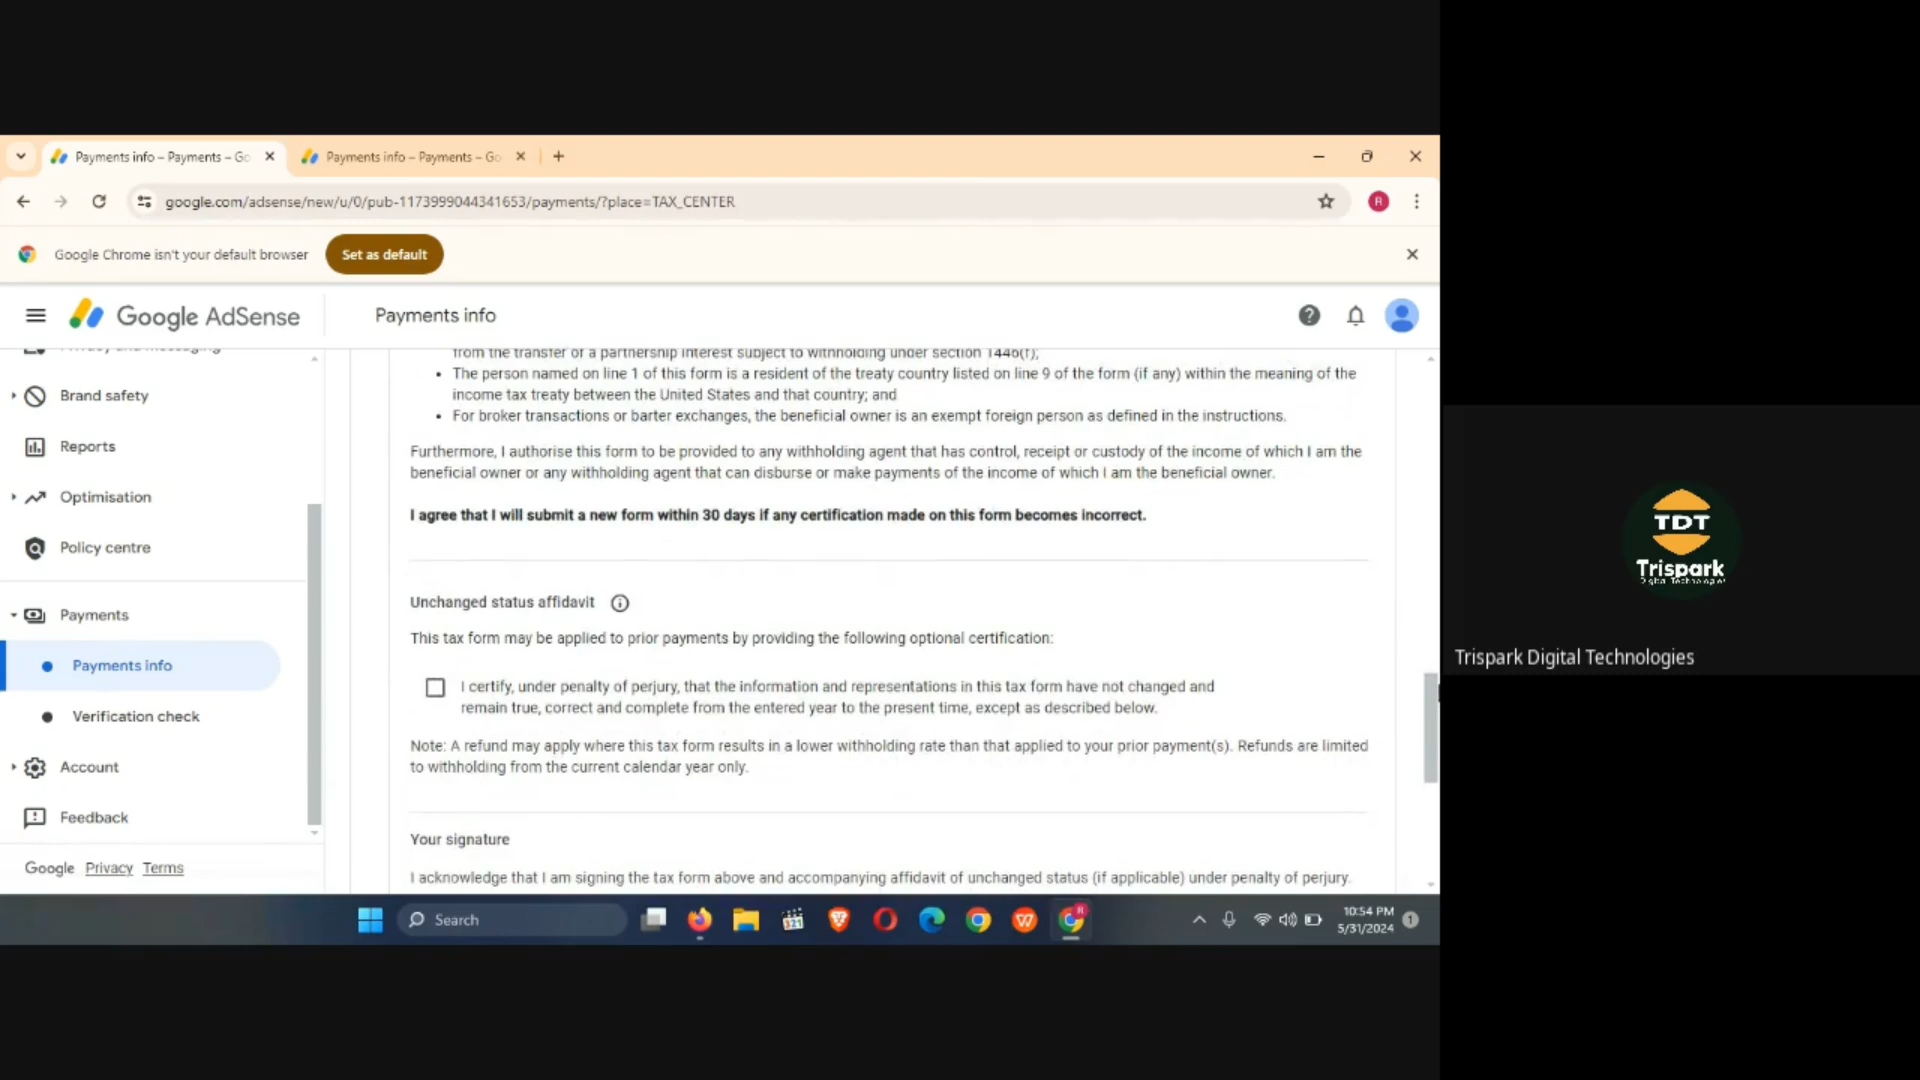 Payments info – Payments – Go
Payments info – Payments – Go
google.com/adsense/new/u/0/pub-1173999044341653/payments/?place=TAX_CENTER
R
Google Chrome isn't your default browser
Set as default
Google AdSense
Payments info
Brand safety
Reports
Optimisation
Policy centre
Payments
Payments info
Verification check
Account
Feedback
Google Privacy Terms
from the transfer of a partnership interest subject to withholding under section 1446(f);
• The person named on line 1 of this form is a resident of the treaty country listed on line 9 of the form (if any) within the meaning of the
income tax treaty between the United States and that country; and
• For broker transactions or barter exchanges, the beneficial owner is an exempt foreign person as defined in the instructions.
Furthermore, I authorise this form to be provided to any withholding agent that has control, receipt or custody of the income of which I am the
beneficial owner or any withholding agent that can disburse or make payments of the income of which I am the beneficial owner.
I agree that I will submit a new form within 30 days if any certification made on this form becomes incorrect.
Unchanged status affidavit
This tax form may be applied to prior payments by providing the following optional certification:
I certify, under penalty of perjury, that the information and representations in this tax form have not changed and
remain true, correct and complete from the entered year to the present time, except as described below.
Note: A refund may apply where this tax form results in a lower withholding rate than that applied to your prior payment(s). Refunds are limited
to withholding from the current calendar year only.
Your signature
I acknowledge that I am signing the tax form above and accompanying affidavit of unchanged status (if applicable) under penalty of perjury.
Search
10:54 PM
5/31/2024
1
TDT
Trispark
Digital Technologies
Trispark Digital Technologies